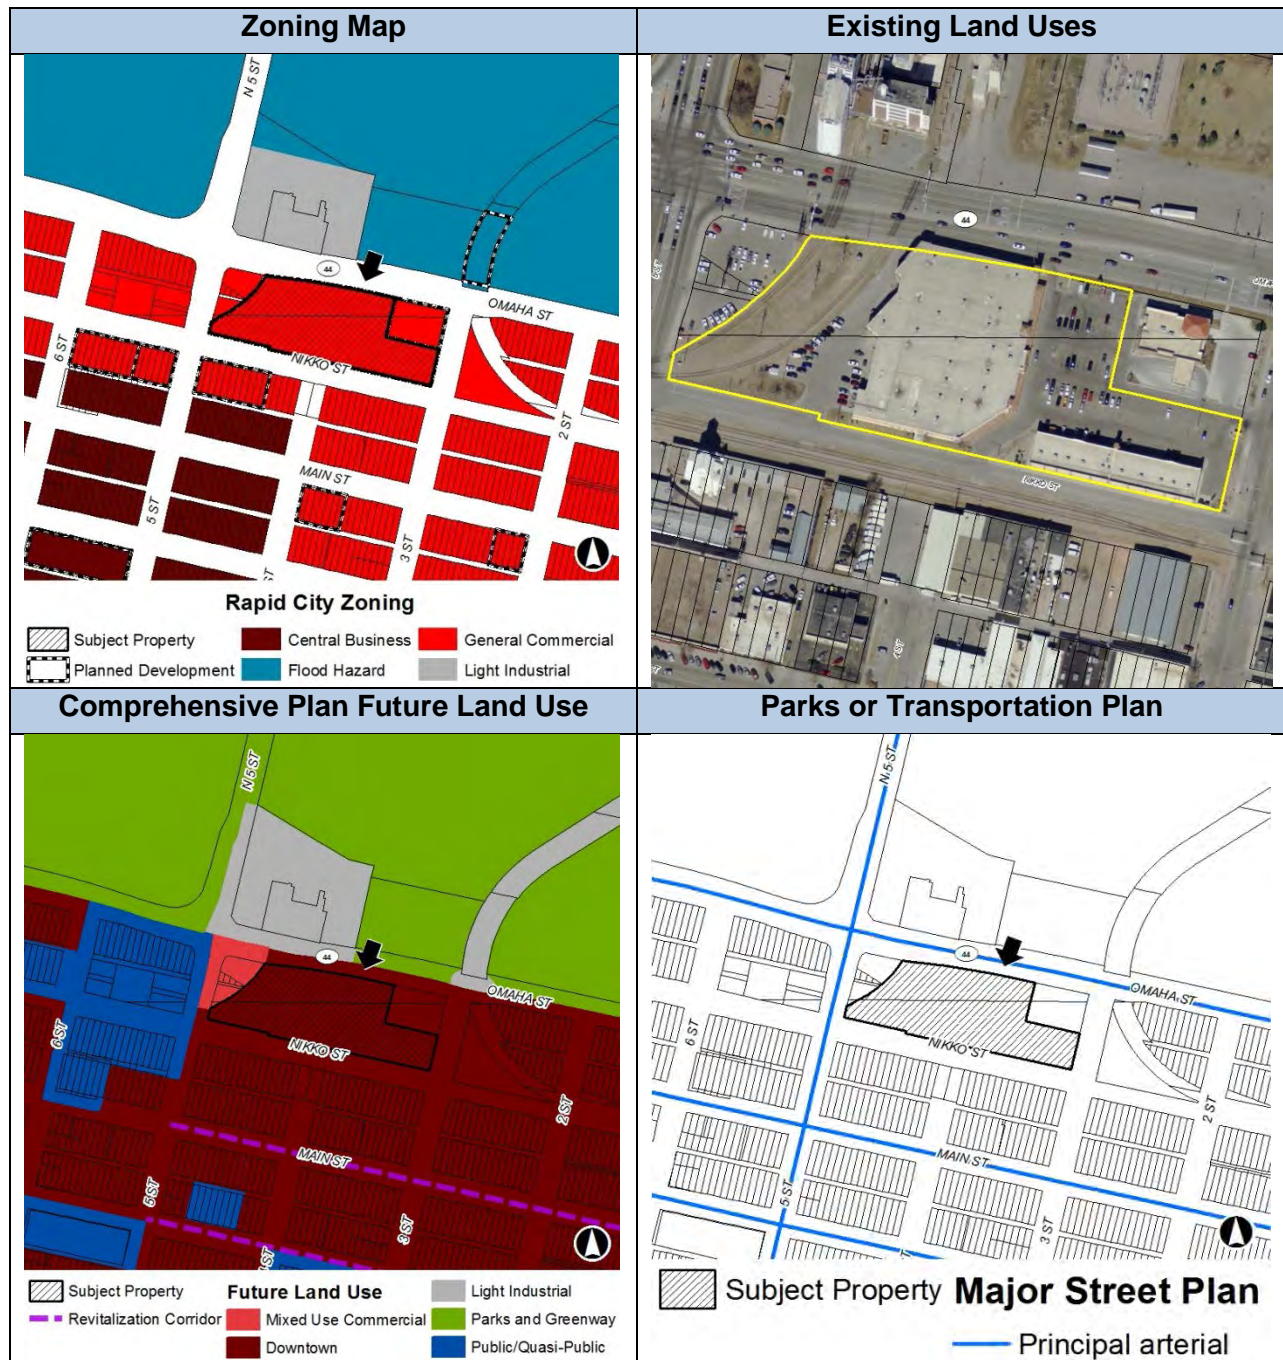 Zoning Map
N 5 ST
44
OMAHA ST
6 ST
NIKKO ST
2 ST
MAIN ST
5 ST
3 ST
Rapid City Zoning
Subject Property
Central Business
General Commercial
Planned Development
Flood Hazard
Light Industrial
Existing Land Uses
44
NIKKO ST
4 ST
Comprehensive Plan Future Land Use
N 5 ST
44
OMAHA ST
6 ST
NIKKO ST
2 ST
MAIN ST
5 ST
3 ST
Subject Property
Future Land Use
Light Industrial
Revitalization Corridor
Mixed Use Commercial
Parks and Greenway
Downtown
Public/Quasi-Public
Parks or Transportation Plan
N 5 ST
44
OMAHA ST
6 ST
NIKKO ST
2 ST
MAIN ST
5 ST
3 ST
Subject Property
Major Street Plan
Principal arterial